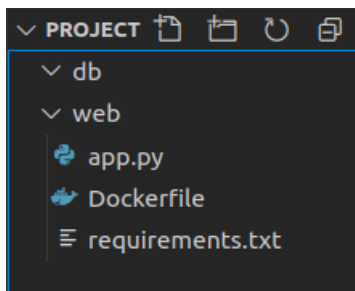 PROJECT
db
web
app.py
Dockerfile
requirements.txt